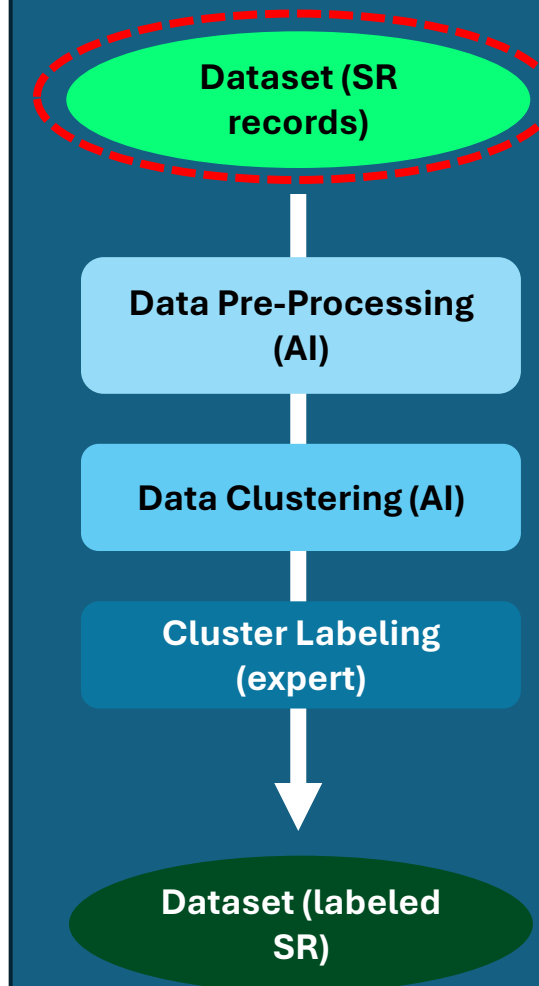 Dataset (SR
records)
Data Pre-Processing
(AI)
Data Clustering (AI)
Cluster Labeling
(expert)
Dataset (labeled
SR)